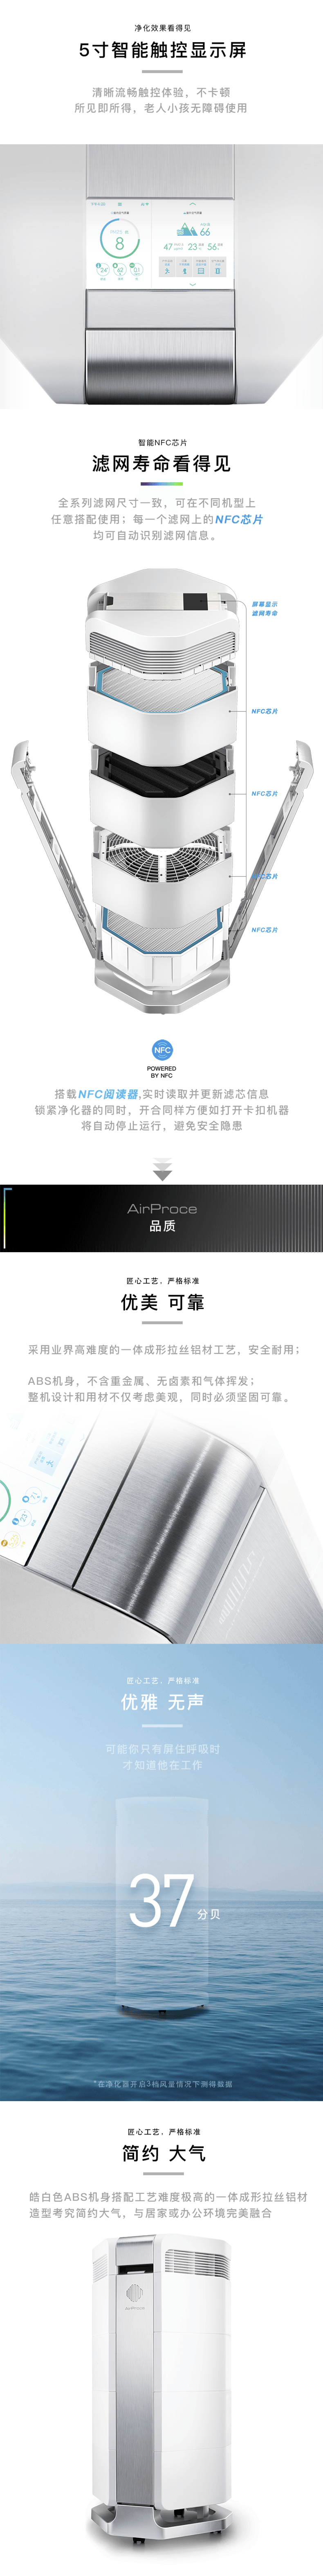 净化效果看得见
5寸智能触控显示屏
清晰流畅触控体验，不卡顿
所见即所得，老人小孩无障碍使用
8
66
47
23
56
智能NFC芯片
滤网寿命看得见
全系列滤网尺寸一致，可在不同机型上
任意搭配使用；每一个滤网上的NFC芯片
均可自动识别滤网信息。
屏幕显示
滤网寿命
NFC芯片
NFC芯片
NFC芯片
NFC芯片
NFC
POWERED
BY NFC
搭载NFC阅读器,实时读取并更新滤芯信息
锁紧净化器的同时，开合同样方便如打开卡扣机器
将自动停止运行，避免安全隐患
AirProce
品质
匠心工艺、严格标准
优美 可靠
采用业界高难度的一体成形拉丝铝材工艺，安全耐用；
ABS机身，不含重金属、无卤素和气体挥发；
整机设计和用材不仅考虑美观，同时必须坚固可靠。
匠心工艺、严格标准
优雅 无声
可能你只有屏住呼吸时
才知道他在工作
37 分贝
*在净化器开启3档风量情况下测得数据
匠心工艺、严格标准
简约 大气
皓白色ABS机身搭配工艺难度极高的一体成形拉丝铝材
造型考究简约大气，与居家或办公环境完美融合
AirProce